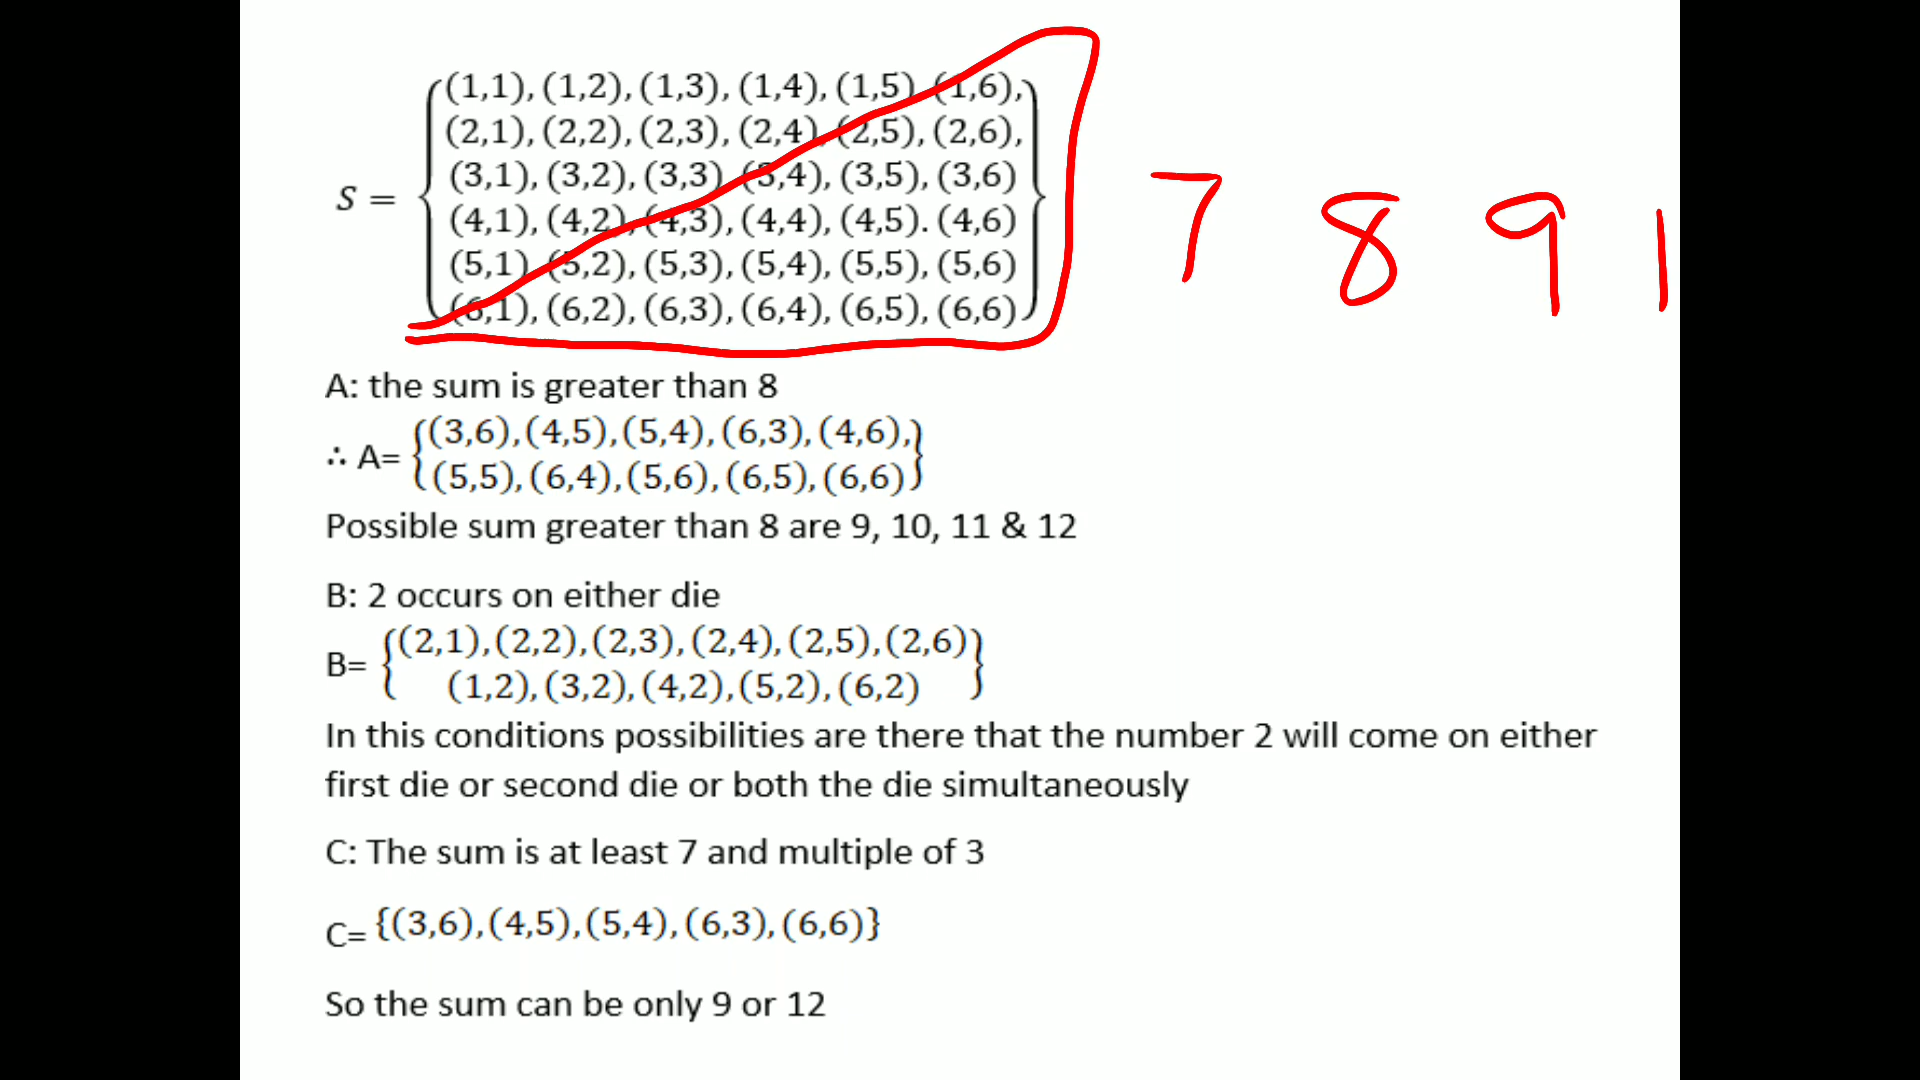 (1,1), (1,2), (1,3), (1,4), (1,5), (1,6),
(2,1), (2,2), (2,3), (2,4), (2,5), (2,6),
(3,1), (3,2), (3,3), (3,4), (3,5), (3,6)
S = (4,1), (4,2), (4,3), (4,4), (4,5). (4,6)
(5,1), (5,2), (5,3), (5,4), (5,5), (5,6)
(6,1), (6,2), (6,3), (6,4), (6,5), (6,6)
7 8 9 1
A: the sum is greater than 8
∴ A= {(3,6), (4,5), (5,4), (6,3), (4,6),
(5,5), (6,4), (5,6), (6,5), (6,6)}
Possible sum greater than 8 are 9, 10, 11 & 12
B: 2 occurs on either die
B= {(2,1), (2,2), (2,3), (2,4), (2,5), (2,6)
(1,2), (3,2), (4,2), (5,2), (6,2)}
In this conditions possibilities are there that the number 2 will come on either
first die or second die or both the die simultaneously
C: The sum is at least 7 and multiple of 3
C= {(3,6), (4,5), (5,4), (6,3), (6,6)}
So the sum can be only 9 or 12